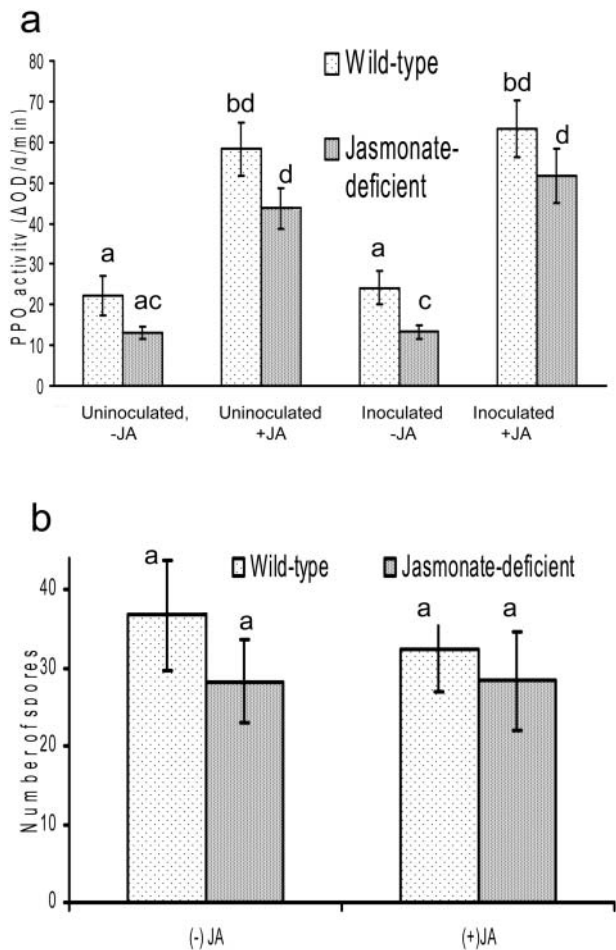 a
Wild-type
Jasmonate-
deficient
PPO activity (ΔOD/g/min)
80
70
60
50
40
30
20
10
0
a
ac
bd
d
a
c
bd
d
Uninoculated,
-JA
Uninoculated
+JA
Inoculated
-JA
Inoculated
+JA
b
Wild-type
Jasmonate-deficient
Number of spores
40
30
20
10
0
a
a
a
a
(-) JA
(+)JA